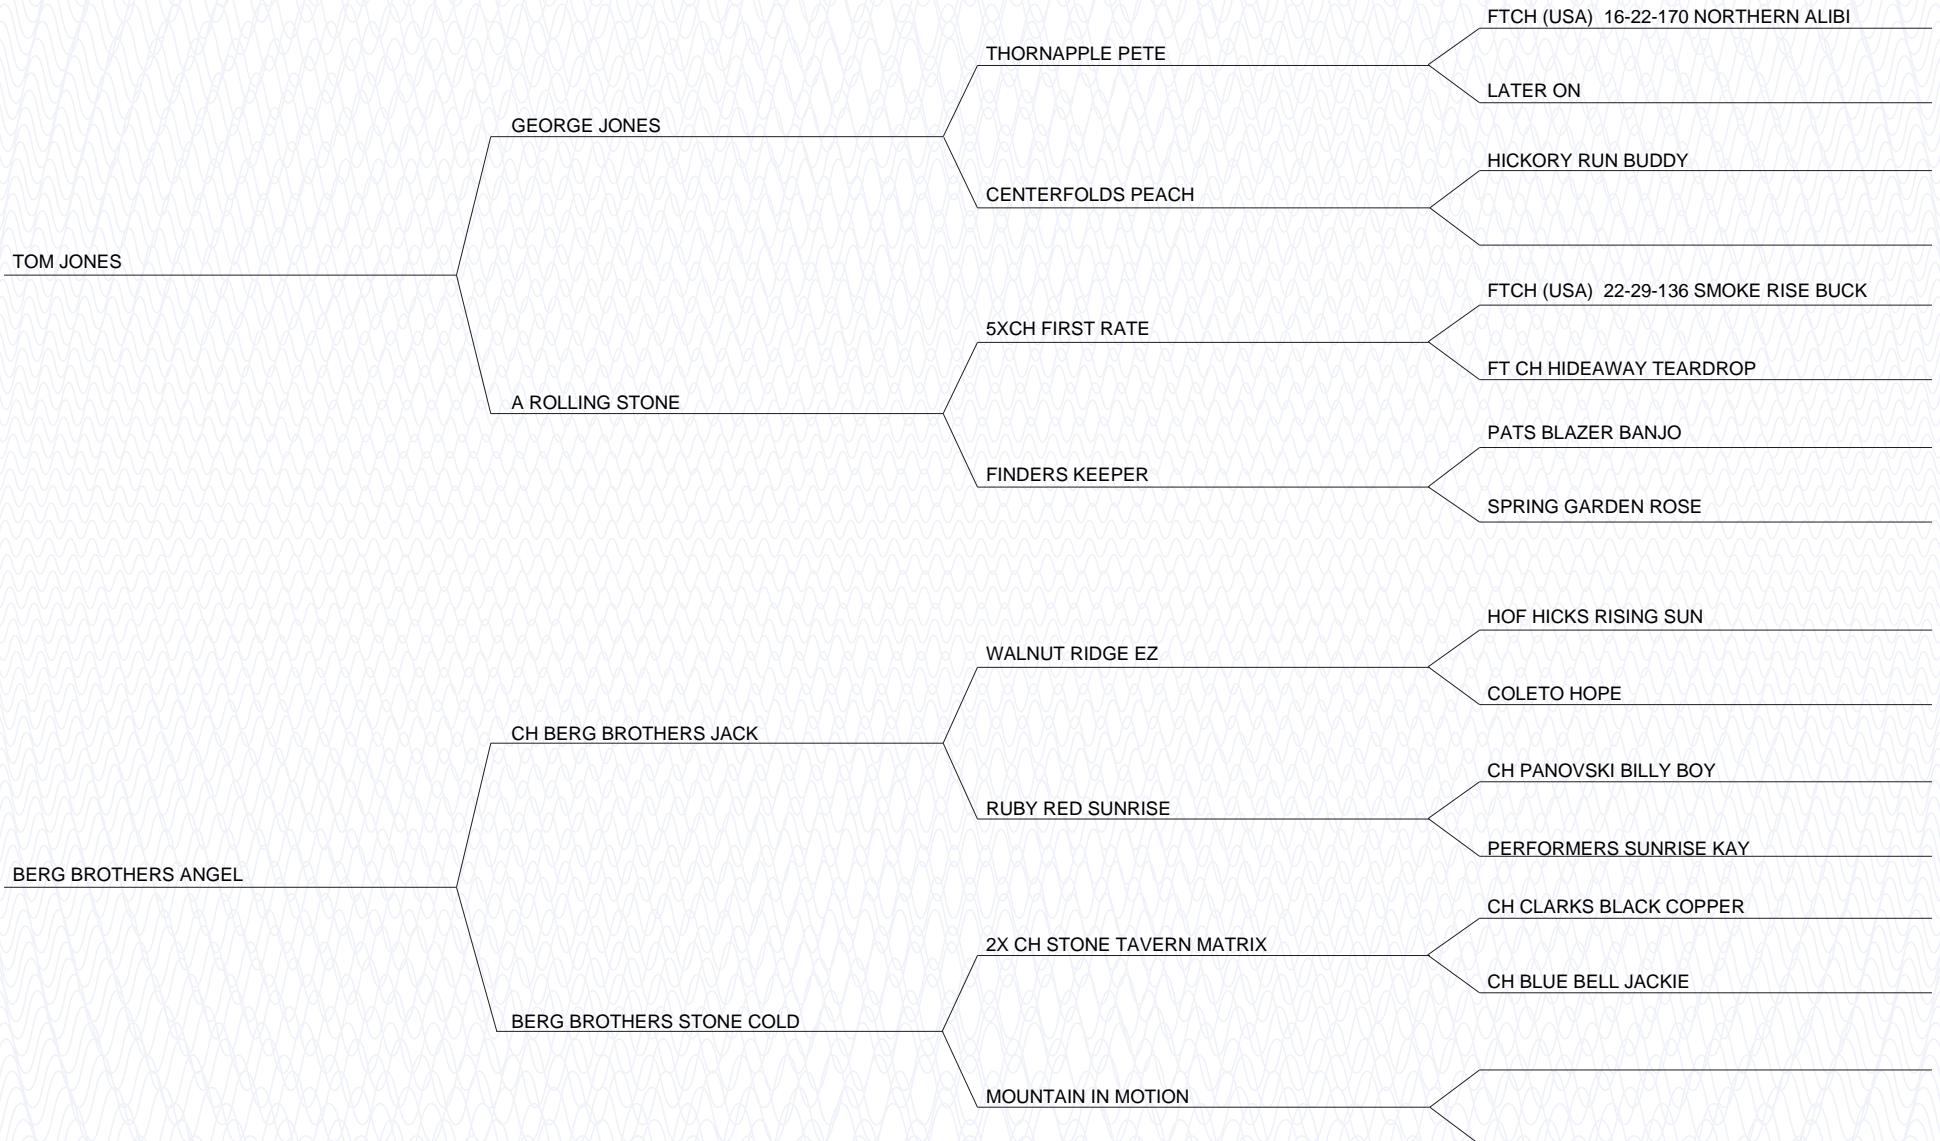 FTCH (USA)  16-22-170 NORTHERN ALIBI
THORNAPPLE PETE
LATER ON
GEORGE JONES
HICKORY RUN BUDDY
CENTERFOLDS PEACH
TOM JONES
FTCH (USA)  22-29-136 SMOKE RISE BUCK
5XCH FIRST RATE
FT CH HIDEAWAY TEARDROP
A ROLLING STONE
PATS BLAZER BANJO
FINDERS KEEPER
SPRING GARDEN ROSE
HOF HICKS RISING SUN
WALNUT RIDGE EZ
COLETO HOPE
CH BERG BROTHERS JACK
CH PANOVSKI BILLY BOY
RUBY RED SUNRISE
PERFORMERS SUNRISE KAY
BERG BROTHERS ANGEL
CH CLARKS BLACK COPPER
2X CH STONE TAVERN MATRIX
CH BLUE BELL JACKIE
BERG BROTHERS STONE COLD
MOUNTAIN IN MOTION